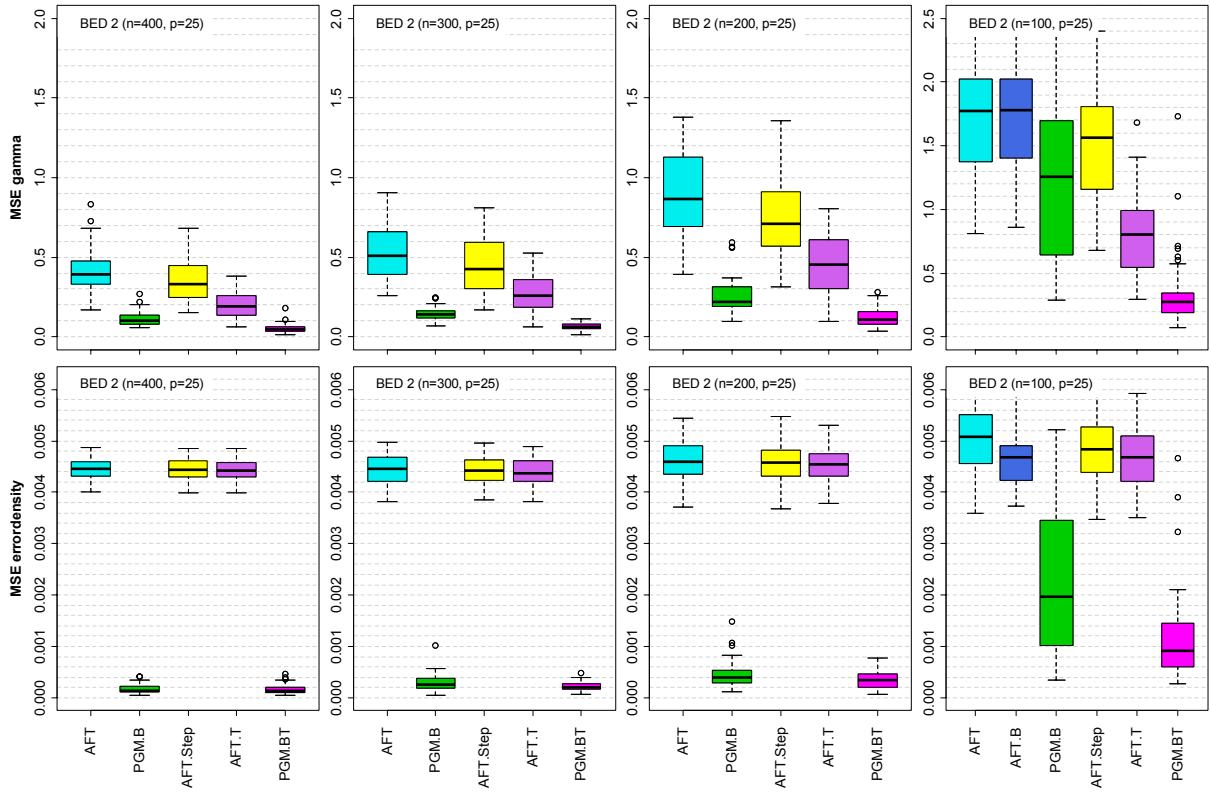 BED 2 (n=400, p=25)
BED 2 (n=300, p=25)
BED 2 (n=200, p=25)
BED 2 (n=100, p=25)
MSE gamma
0.0 0.5 1.0 1.5 2.0
0.0 0.5 1.0 1.5 2.0
0.0 0.5 1.0 1.5 2.0
0.0 0.5 1.0 1.5 2.0 2.5
BED 2 (n=400, p=25)
BED 2 (n=300, p=25)
BED 2 (n=200, p=25)
BED 2 (n=100, p=25)
MSE errordensity
0.000 0.001 0.002 0.003 0.004 0.005 0.006
0.000 0.001 0.002 0.003 0.004 0.005 0.006
0.000 0.001 0.002 0.003 0.004 0.005 0.006
0.000 0.001 0.002 0.003 0.004 0.005 0.006
AFT PGM.B AFT.Step AFT.T PGM.BT
AFT PGM.B AFT.Step AFT.T PGM.BT
AFT PGM.B AFT.Step AFT.T PGM.BT
AFT AFT.B PGM.B AFT.Step AFT.T PGM.BT